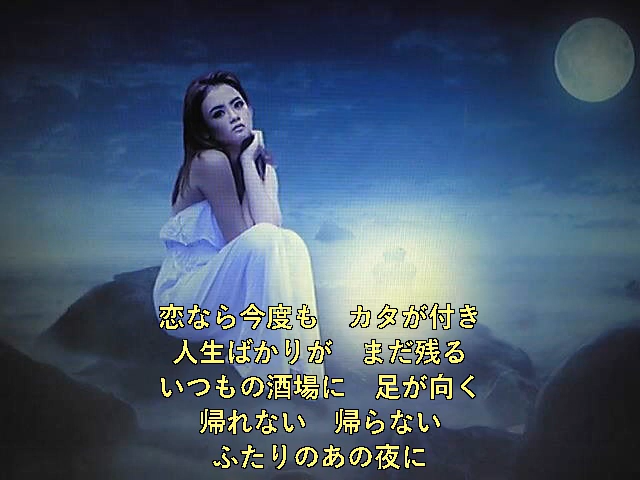 恋なら今度も　カタが付き
人生ばかりが　まだ残る
いつもの酒場に　足が向く
帰れない　帰らない
ふたりのあの夜に